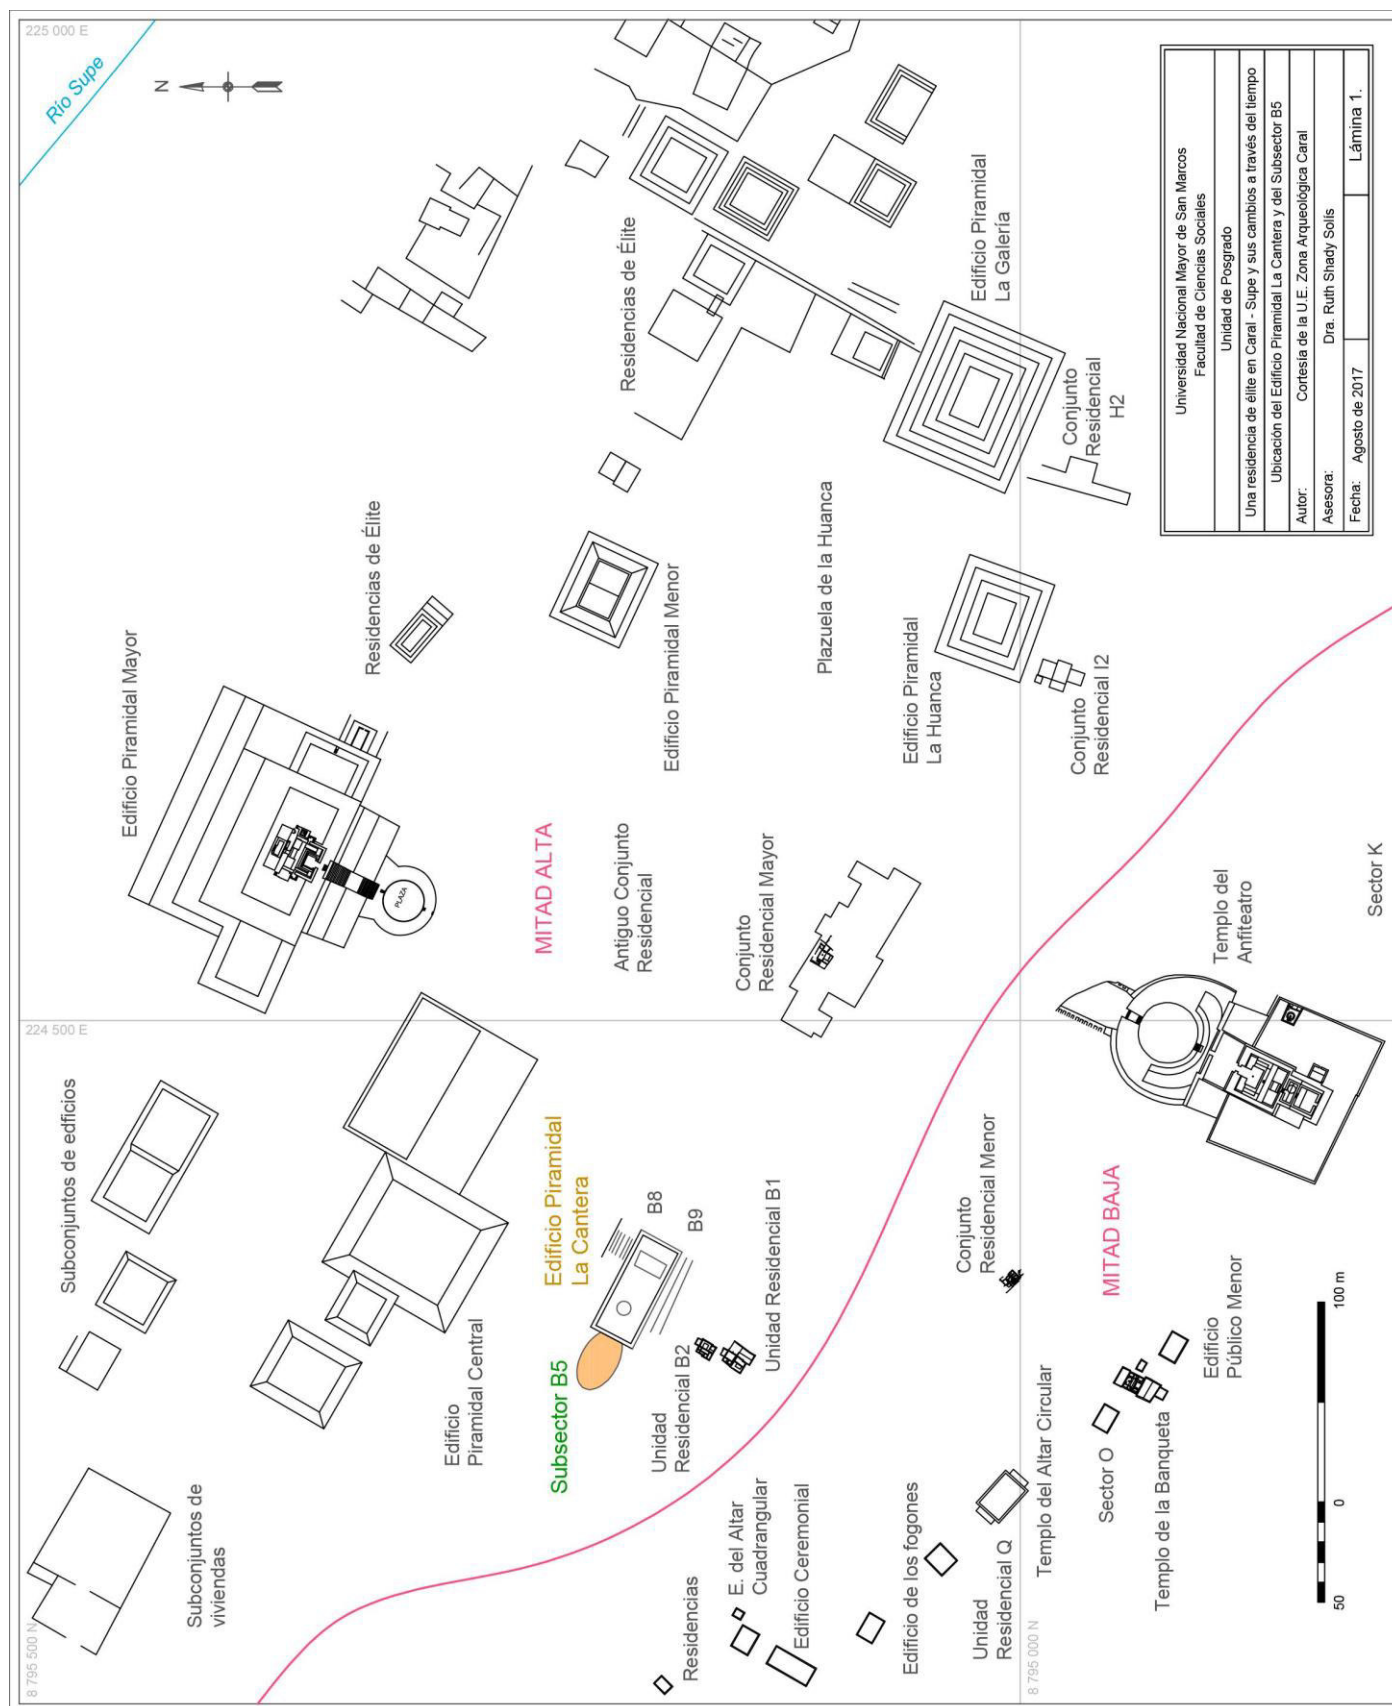 225 000 E
Río Supe
N
224 500 E
8 795 500 N
8 795 000 N
Edificio Piramidal Mayor
PLAZA
Residencias de Élite
Residencias de Élite
Edificio Piramidal Menor
Edificio Piramidal
La Galería
Conjunto
Residencial
H2
Plazuela de la Huanca
Edificio Piramidal
La Huanca
Conjunto
Residencial I2
MITAD ALTA
Antiguo Conjunto
Residencial
Conjunto
Residencial Mayor
Subconjuntos de edficios
Subconjuntos de
viviendas
Edificio
Piramidal Central
Edificio Piramidal
La Cantera
Subsector B5
B8
B9
Unidad
Residencial B2
Unidad Residencial B1
Residencias
E. del Altar
Cuadrangular
Edificio Ceremonial
Edificio de los fogones
Unidad
Residencial Q
Templo del Altar Circular
Conjunto
Residencial Menor
MITAD BAJA
Sector O
Templo de la Banqueta
Edificio
Público Menor
Templo del
Anfiteatro
Sector K
50
0
100 m
Universidad Nacional Mayor de San Marcos
Facultad de Ciencias Sociales
Unidad de Posgrado
Una residencia de élite en Caral - Supe y sus cambios a través del tiempo
Ubicación del Edificio Piramidal La Cantera y del Subsector B5
Autor: Cortesía de la U.E. Zona Arqueológica Caral
Asesora: Dra. Ruth Shady Solís
Fecha: Agosto de 2017 Lámina 1.